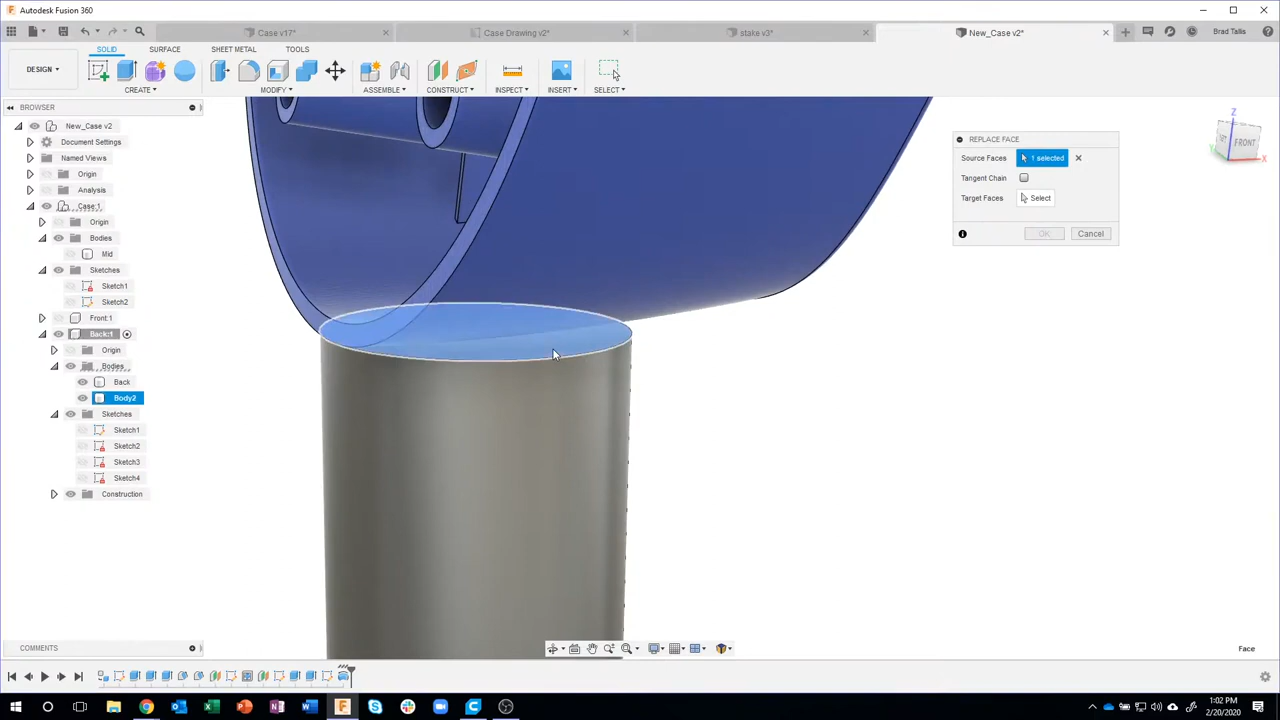 Autodesk Fusion 360
Case v17*
Case Drawing v2*
stake v3*
New_Case v2*
Brad Tallis
DESIGN
SOLID
SURFACE
SHEET METAL
TOOLS
CREATE
MODIFY
ASSEMBLE
CONSTRUCT
INSPECT
INSERT
SELECT
BROWSER
New_Case v2
Document Settings
Named Views
Origin
Analysis
Case:1
Origin
Bodies
Mid
Sketches
Sketch1
Sketch2
Front:1
Back:1
Origin
Bodies
Back
Body2
Sketches
Sketch1
Sketch2
Sketch3
Sketch4
Construction
REPLACE FACE
Source Faces 1 selected
Tangent Chain
Target Faces Select
OK Cancel
Z
FRONT
X
Y
COMMENTS
Face
1:02 PM
2/20/2020